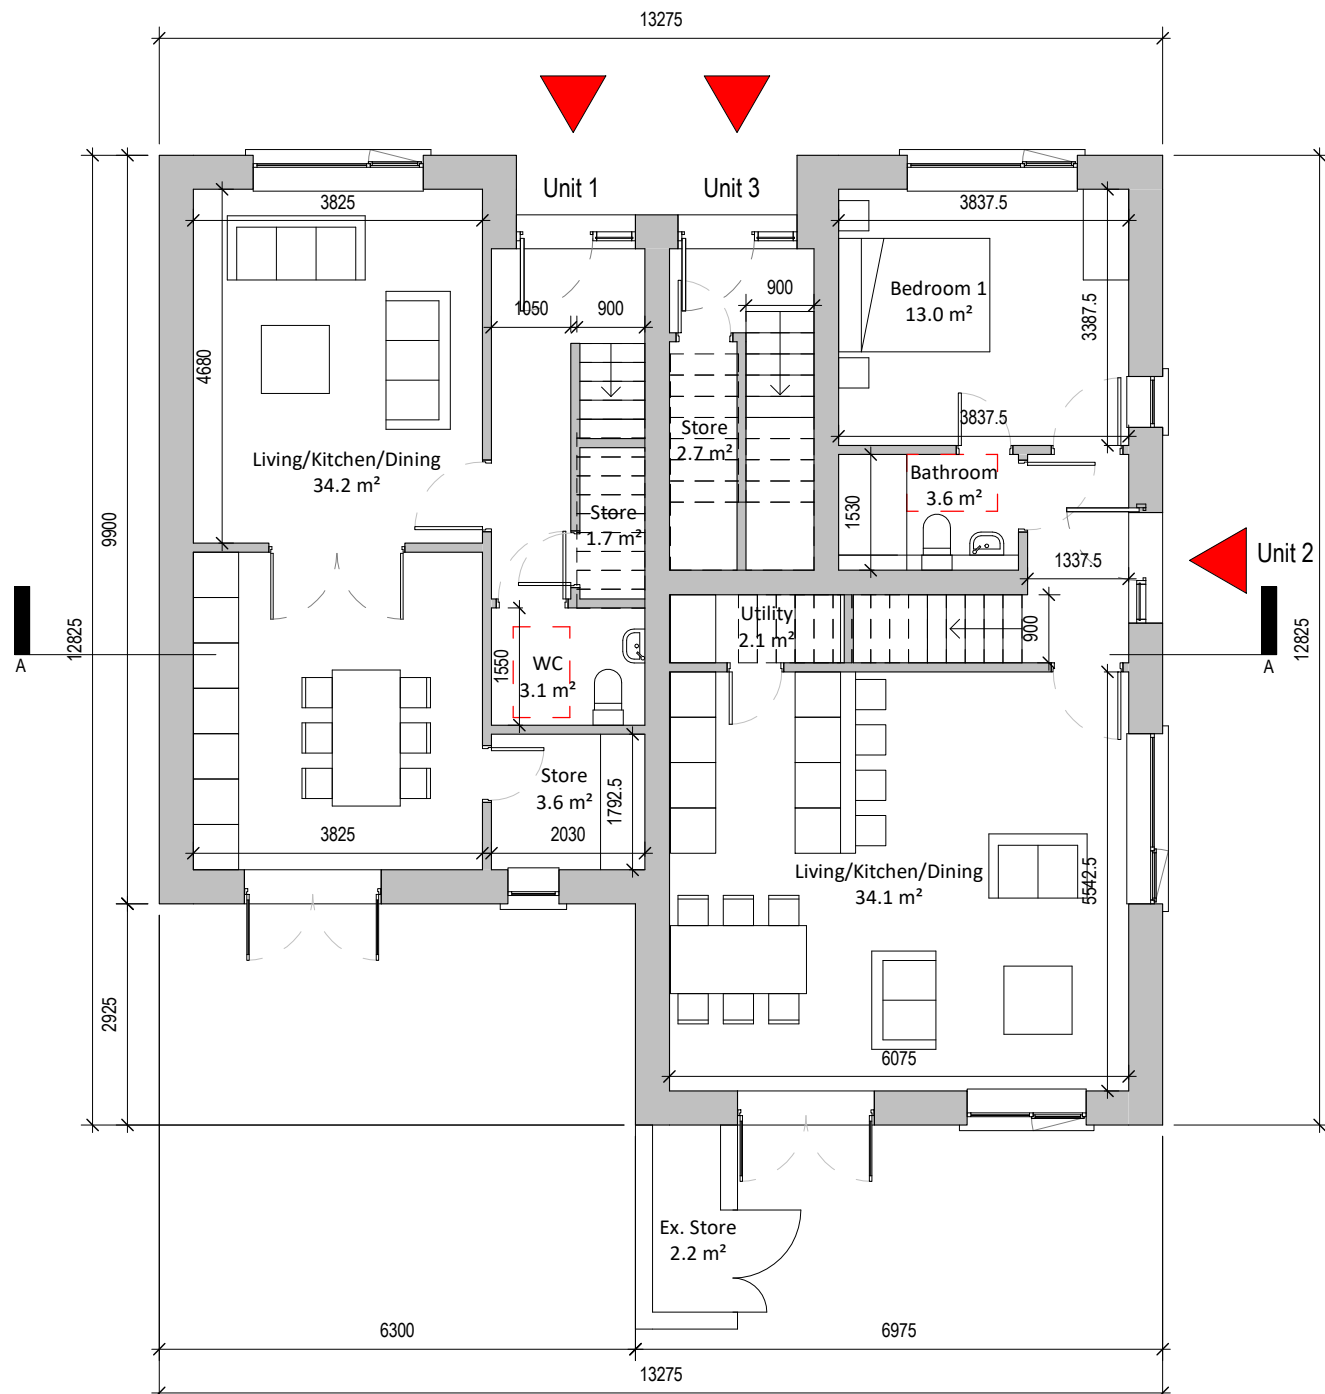 13275
Unit 1
Unit 3
3825
3837.5
900
Bedroom 1
13.0 m²
1050
900
3387.5
4680
3837.5
Store
2.7 m²
Living/Kitchen/Dining
34.2 m²
Bathroom
3.6 m²
Store
1.7 m²
1530
9900
Unit 2
1337.5
12825
Utility
2.1 m²
900
12825
A
A
1550
WC
3.1 m²
Store
3.6 m²
1792.5
3825
2030
Living/Kitchen/Dining
34.1 m²
5542.5
2925
6075
Ex. Store
2.2 m²
6300
6975
13275